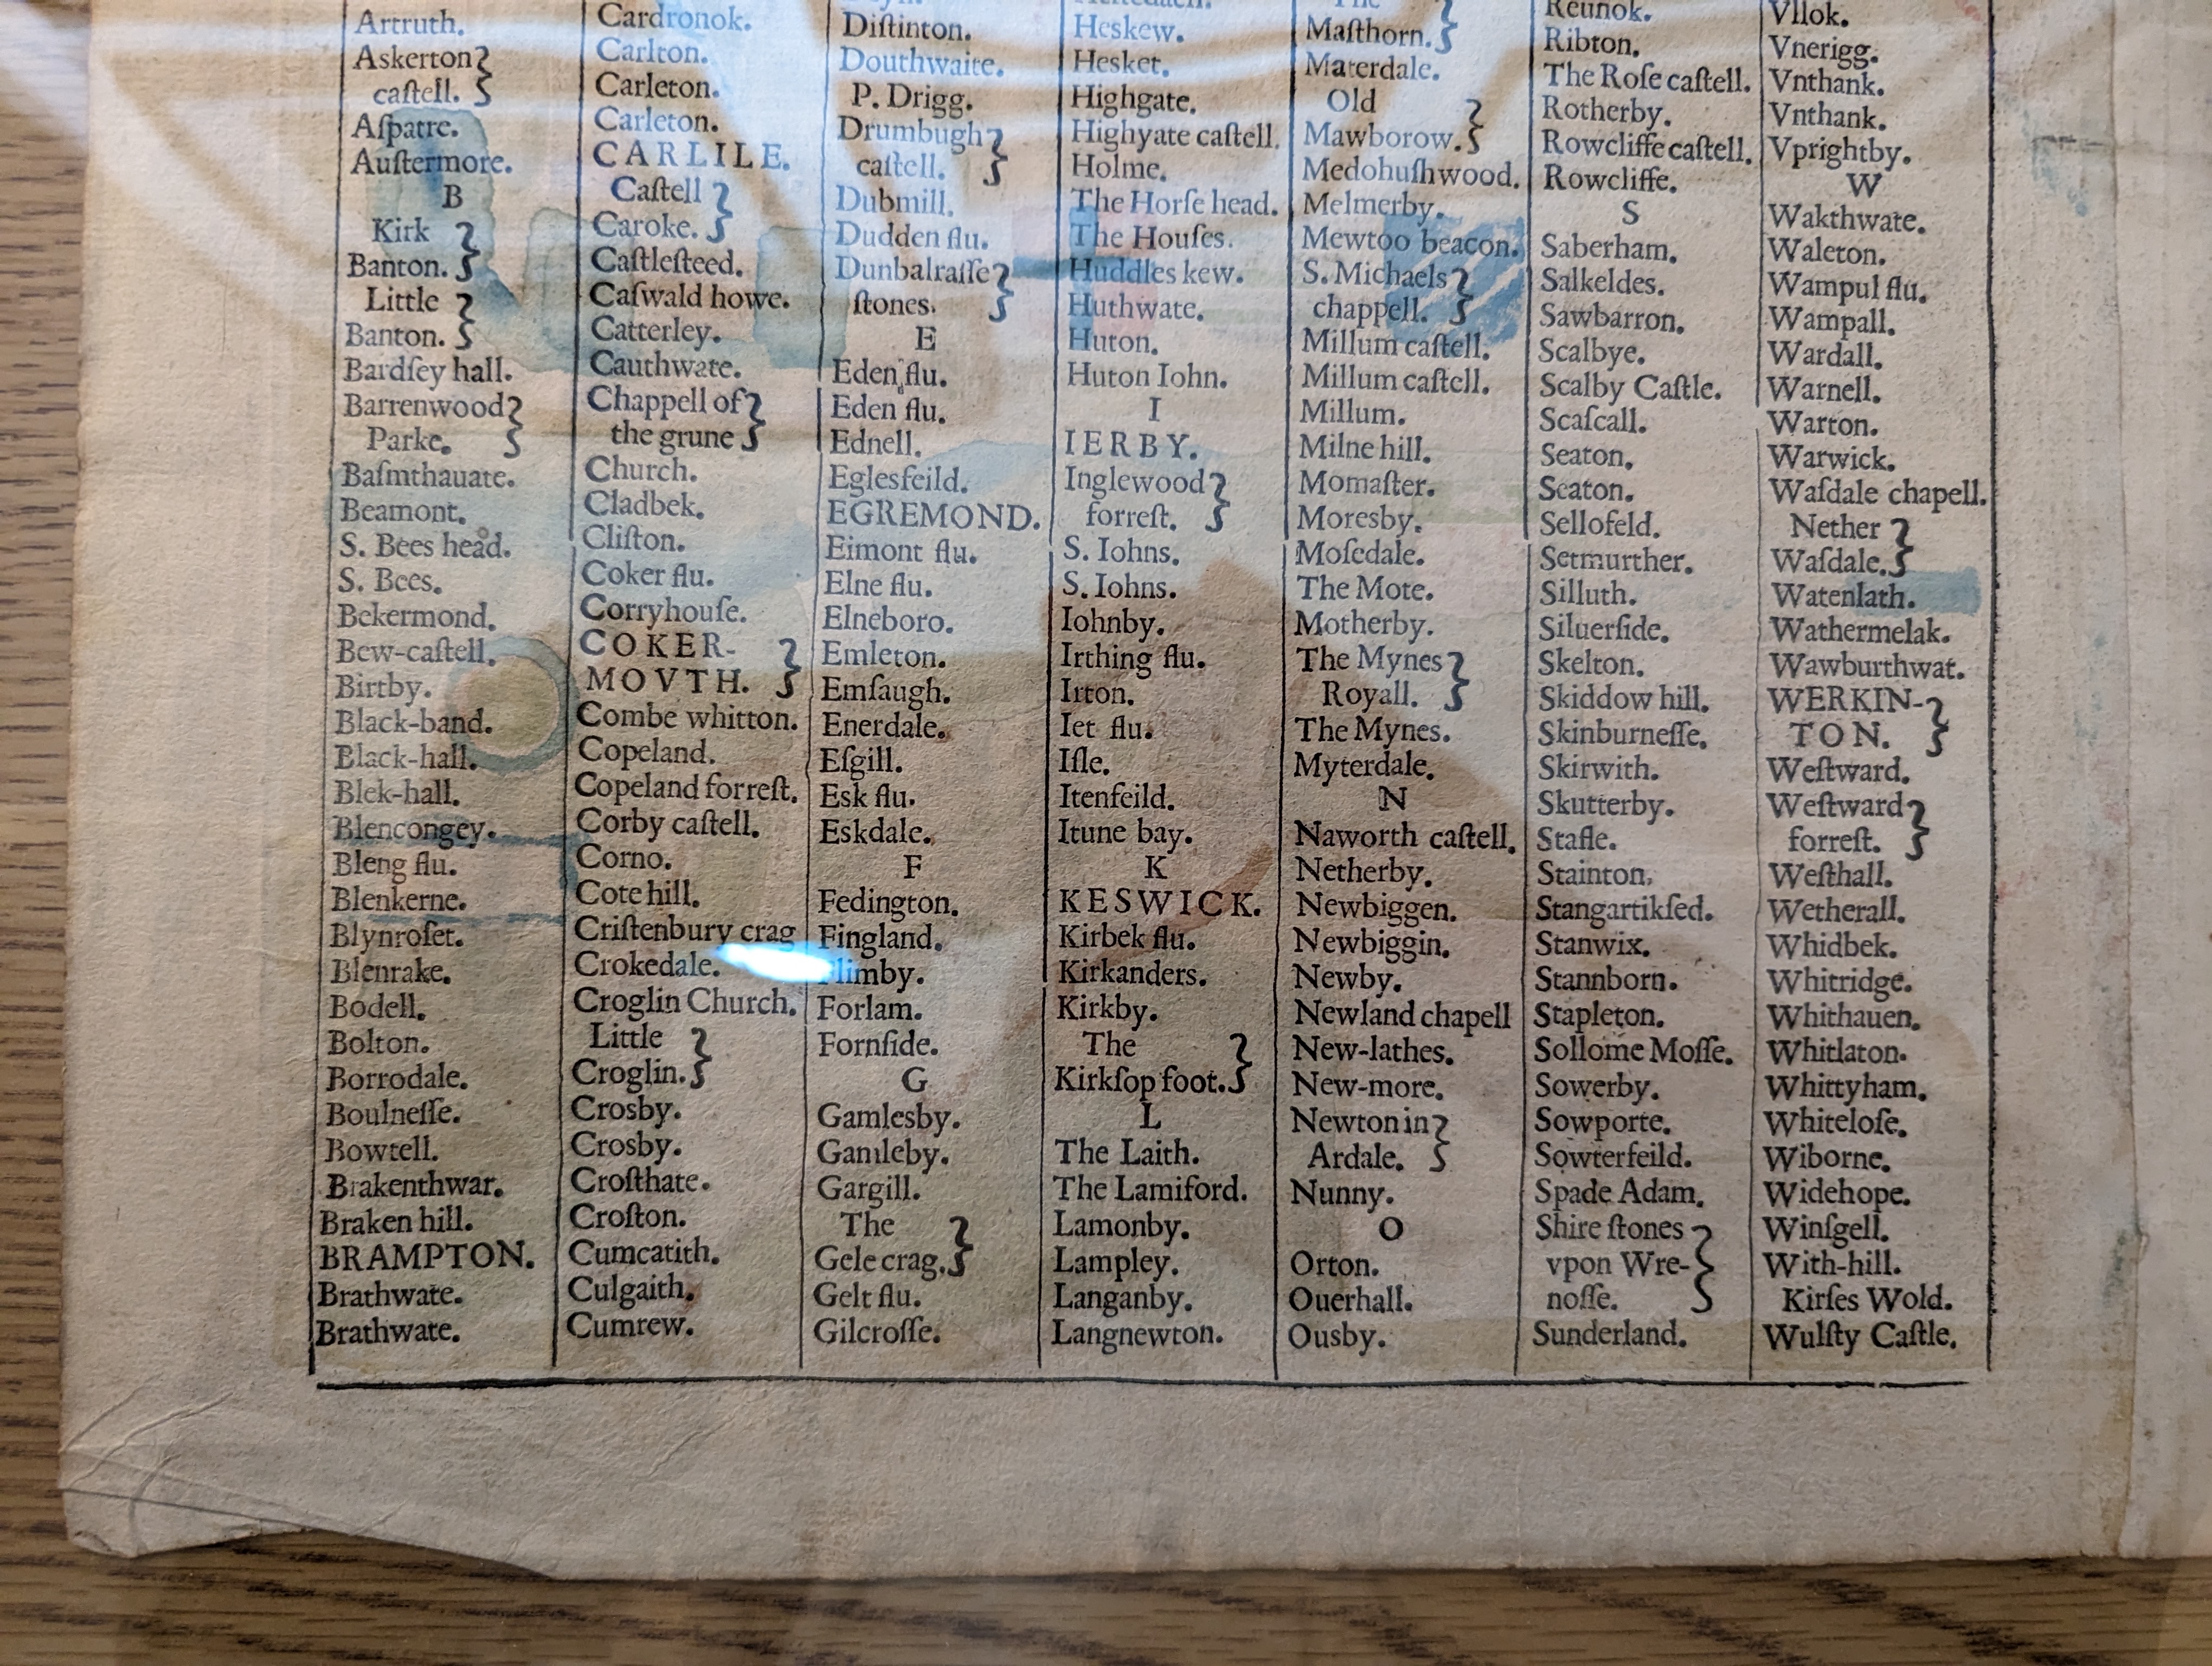 Artruth.
Askerton
caſtell.
Aſpatre.
Auſtermore.
B
Kirk
Banton.
Little
Banton.
Bardſey hall.
Barrenwood
Parke.
Baſmthauate.
Beamont.
S. Bees head.
S. Bees.
Bekermond.
Bew-caſtell.
Birtby.
Black-band.
Black-hall.
Blek-hall.
Blencongey.
Bleng flu.
Blenkerne.
Blynroſet.
Blenrake.
Bodell.
Bolton.
Borrodale.
Boulneſſe.
Bowtell.
Brakenthwar.
Braken hill.
BRAMPTON.
Brathwate.
Brathwate.
Cardronok.
Carlton.
Carleton.
Carleton.
CARLILE.
Caſtell
Caroke.
Caſtleſteed.
Caſwald howe.
Catterley.
Cauthwate.
Chappell of
the grune
Church.
Cladbek.
Cliſton.
Coker flu.
Corryhouſe.
COKER-
MOVTH.
Combe whitton.
Copeland.
Copeland forreſt.
Corby caſtell.
Corno.
Cote hill.
Criſtenbury crag
Crokedale.
Croglin Church.
Little
Croglin.
Crosby.
Crosby.
Croſthate.
Croſton.
Cumcatith.
Culgaith.
Cumrew.
Diſtinton.
Douthwaite.
P. Drigg.
Drumbugh
caſtell.
Dubmill.
Dudden flu.
Dunbalraiſſe
ſtones.
E
Eden flu.
Eden flu.
Ednell.
Eglesfeild.
EGREMOND.
Eimont flu.
Elne flu.
Elneboro.
Emleton.
Emſaugh.
Enerdale.
Eſgill.
Esk flu.
Eskdale.
F
Fedington.
Fingland.
Flimby.
Forlam.
Fornſide.
G
Gamlesby.
Gamleby.
Gargill.
The
Gele crag.
Gelt flu.
Gilcroſſe.
Heskew.
Hesket.
Highgate.
Highyate caſtell.
Holme.
The Horſe head.
The Houſes.
Huddles kew.
Huthwate.
Huton.
Huton Iohn.
I
IERBY.
Inglewood
forreſt.
S. Iohns.
S. Iohns.
Iohnby.
Irthing flu.
Irton.
Iet flu.
Iſle.
Itenfeild.
Itune bay.
K
KESWICK.
Kirbek flu.
Kirkanders.
Kirkby.
The
Kirkſop foot.
L
The Laith.
The Lamiford.
Lamonby.
Lampley.
Langanby.
Langnewton.
The
Maſthorn.
Materdale.
Old
Mawborow.
Medohuſhwood.
Melmerby.
Mewtoo beacon.
S. Michaels
chappell.
Millum caſtell.
Millum caſtell.
Millum.
Milne hill.
Momaſter.
Moresby.
Moſedale.
The Mote.
Motherby.
The Mynes
Royall.
The Mynes.
Myterdale.
N
Naworth caſtell.
Netherby.
Newbiggen.
Newbiggin.
Newby.
Newland chapell
New-lathes.
New-more.
Newton in
Ardale.
Nunny.
O
Orton.
Ouerhall.
Ousby.
Reunok.
Ribton.
The Roſe caſtell.
Rotherby.
Rowcliffe caſtell.
Rowcliffe.
S
Saberham.
Salkeldes.
Sawbarron.
Scalbye.
Scalby Caſtle.
Scaſcall.
Seaton.
Seaton.
Sellofeld.
Setmurther.
Silluth.
Siluerſide.
Skelton.
Skiddow hill.
Skinburneſſe.
Skirwith.
Skutterby.
Stafle.
Stainton.
Stangartikſed.
Stanwix.
Stannborn.
Stapleton.
Sollome Moſſe.
Sowerby.
Sowporte.
Sowterfeild.
Spade Adam.
Shire ſtones
vpon Wre-
noſſe.
Sunderland.
Vllok.
Vnerigg.
Vnthank.
Vnthank.
Vprightby.
W
Wakthwate.
Waleton.
Wampul flu.
Wampall.
Wardall.
Warnell.
Warton.
Warwick.
Waſdale chapell.
Nether
Waſdale.
Watenlath.
Wathermelak.
Wawburthwat.
WERKIN-
TON.
Weſtward.
Weſtward
forreſt.
Weſthall.
Wetherall.
Whidbek.
Whitridge.
Whithauen.
Whitlaton.
Whittyham.
Whiteloſe.
Wiborne.
Widehope.
Winſgell.
With-hill.
Kirſes Wold.
Wulſty Caſtle.